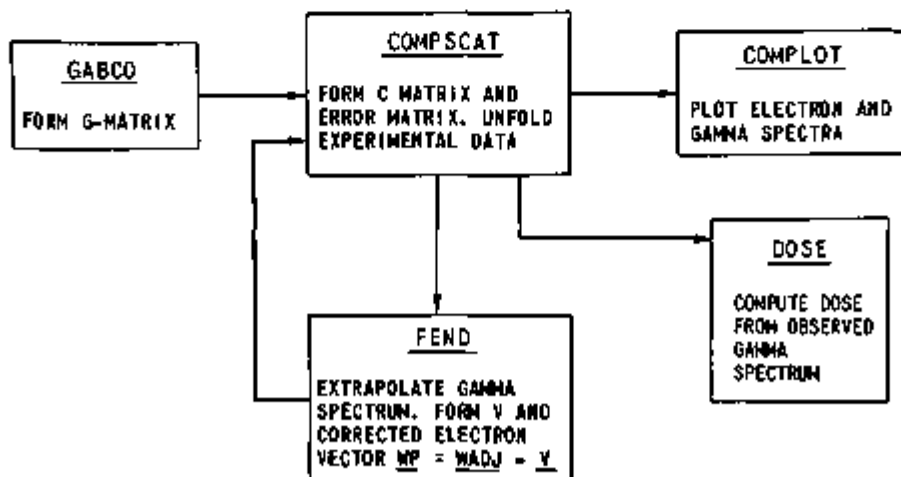 GABCO
FORM G-MATRIX
COMPSCAT
FORM C MATRIX AND
ERROR MATRIX. UNFOLD
EXPERIMENTAL DATA
COMPLOT
PLOT ELECTRON AND
GAMMA SPECTRA
DOSE
COMPUTE DOSE
FROM OBSERVED
GAMMA
SPECTRUM
FEND
EXTRAPOLATE GAMMA
SPECTRUM. FORM V AND
CORRECTED ELECTRON
VECTOR WP = WADJ - V